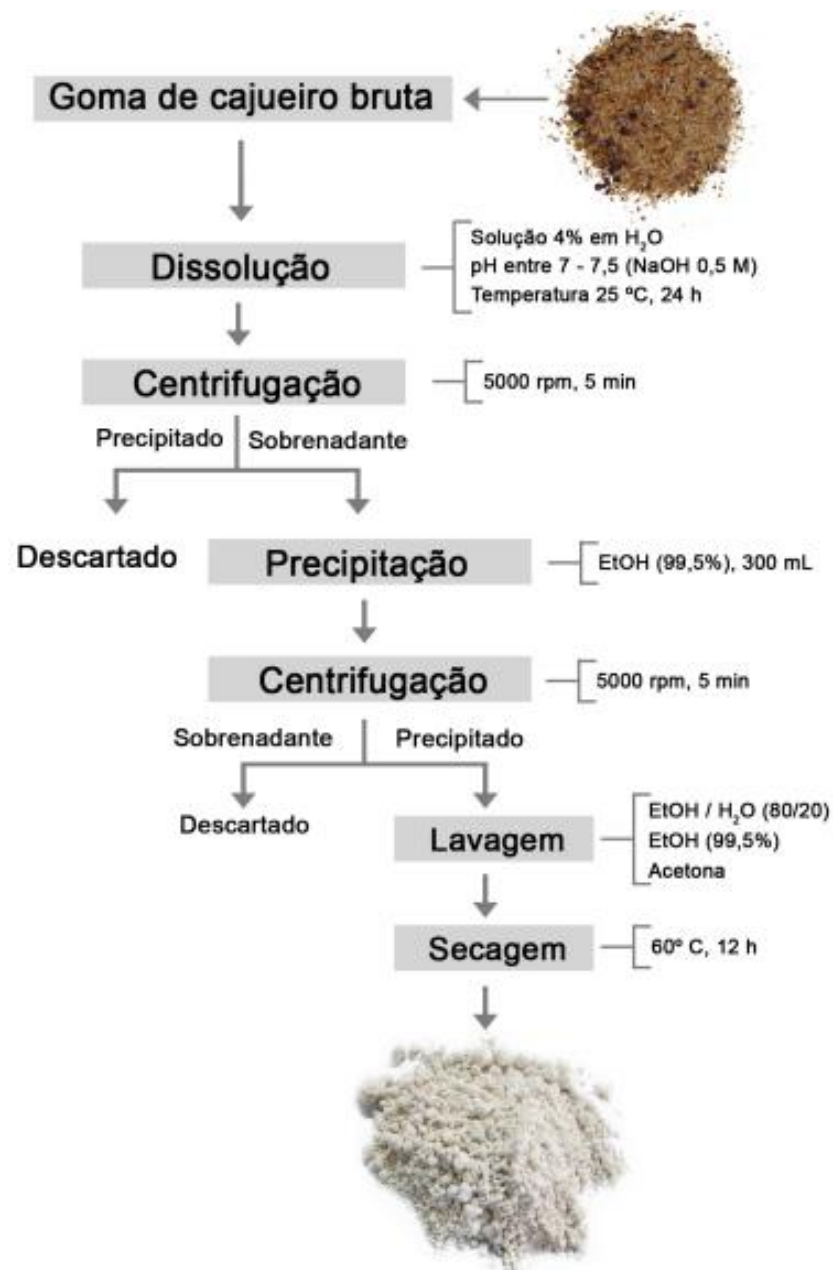 Goma de cajueiro bruta
Dissolução
Solução 4% em H₂O
pH entre 7 - 7,5 (NaOH 0,5 M)
Temperatura 25 ºC, 24 h
Centrifugação
5000 rpm, 5 min
Precipitado
Sobrenadante
Descartado
Precipitação
EtOH (99,5%), 300 mL
Centrifugação
5000 rpm, 5 min
Sobrenadante
Precipitado
Descartado
Lavagem
EtOH / H₂O (80/20)
EtOH (99,5%)
Acetona
Secagem
60º C, 12 h